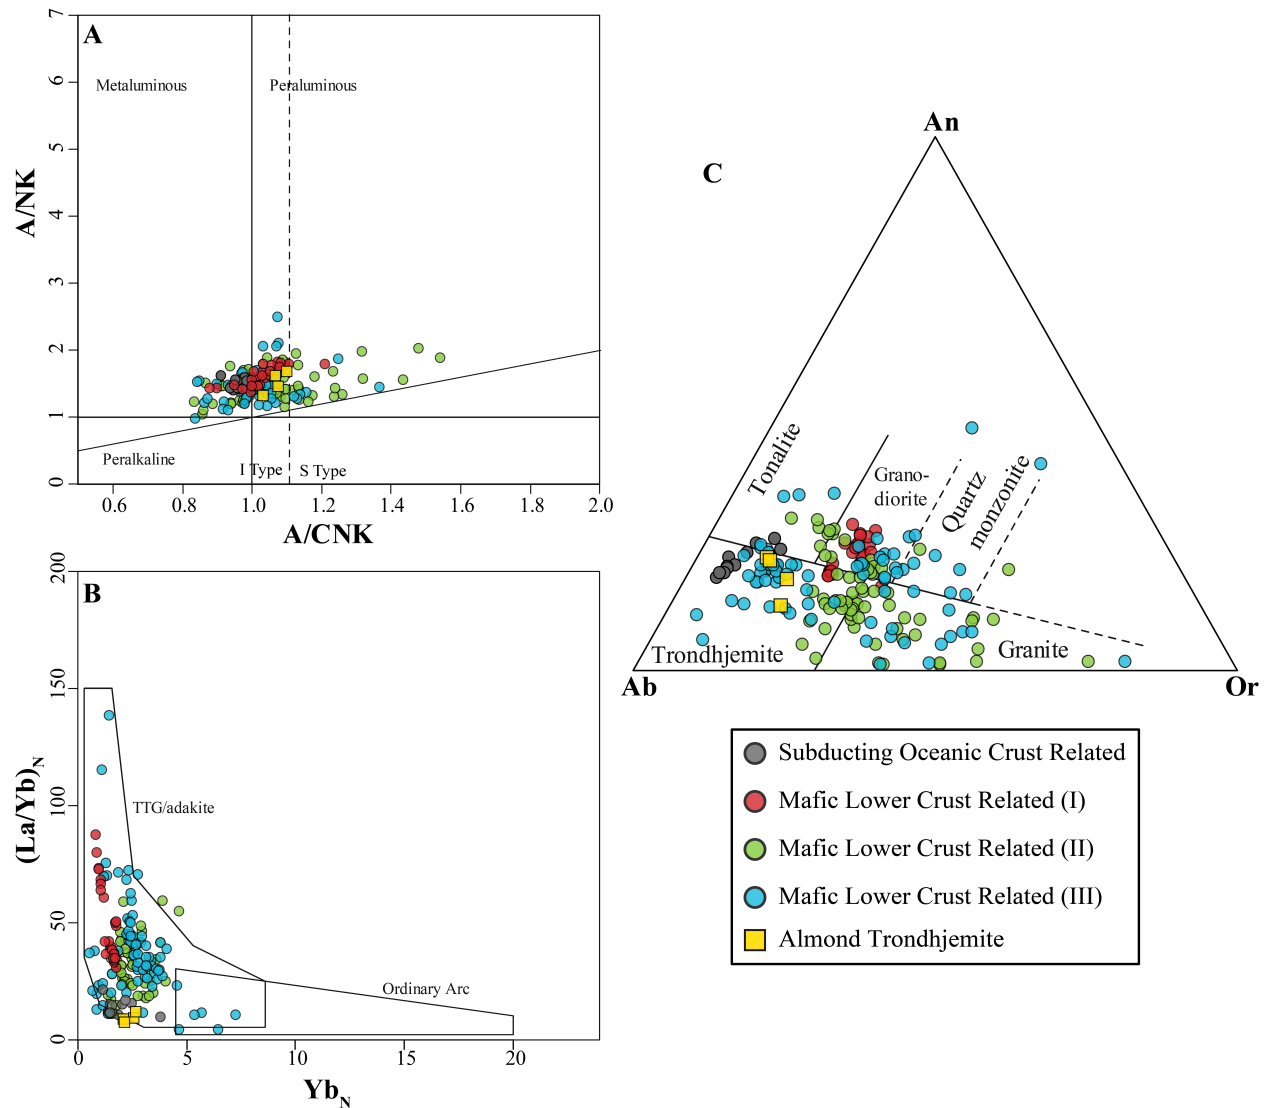 A
Metaluminous
Peraluminous
Peralkaline
I Type
S Type
A/NK
7
6
5
4
3
2
1
0
0.6
0.8
1.0
1.2
1.4
1.6
1.8
2.0
A/CNK
B
TTG/adakite
Ordinary Arc
(La/Yb)N
200
150
100
50
0
0
5
10
15
20
YbN
C
An
Tonalite
Grano-
diorite
Quartz
monzonite
Trondhjemite
Granite
Ab
Or
Subducting Oceanic Crust Related
Mafic Lower Crust Related (I)
Mafic Lower Crust Related (II)
Mafic Lower Crust Related (III)
Almond Trondhjemite